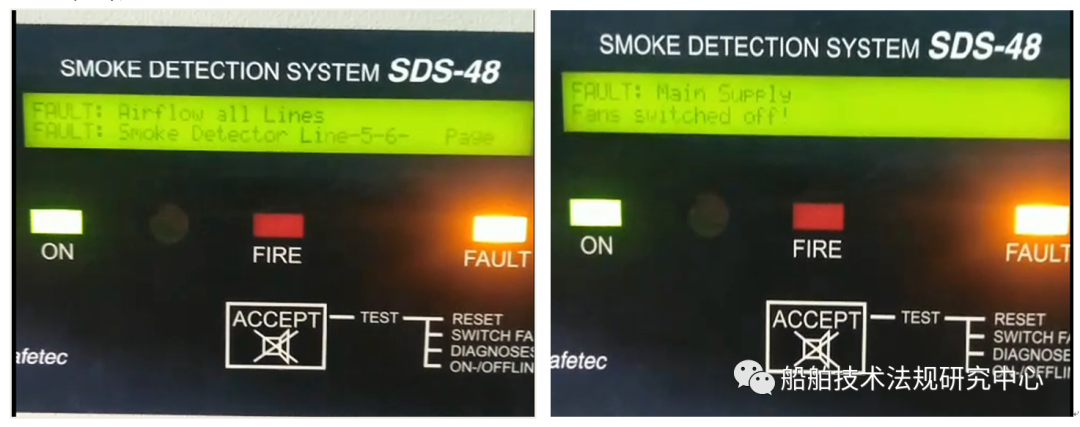 SMOKE DETECTION SYSTEM SDS-48
FAULT: Airflow all Lines
FAULT: Smoke Detector Line-5-6- Page
ON
FIRE
FAULT
ACCEPT
TEST
RESET
SWITCH FA
DIAGNOSES
ON-/OFFLIN
afetec
SMOKE DETECTION SYSTEM SDS-48
FAULT: Main Supply
Fans switched off!
ON
FIRE
FAULT
ACCEPT
TEST
RESET
SWITCH FA
DIAGNOSE
ON-/OFFLI
afetec
船舶技术法规研究中心